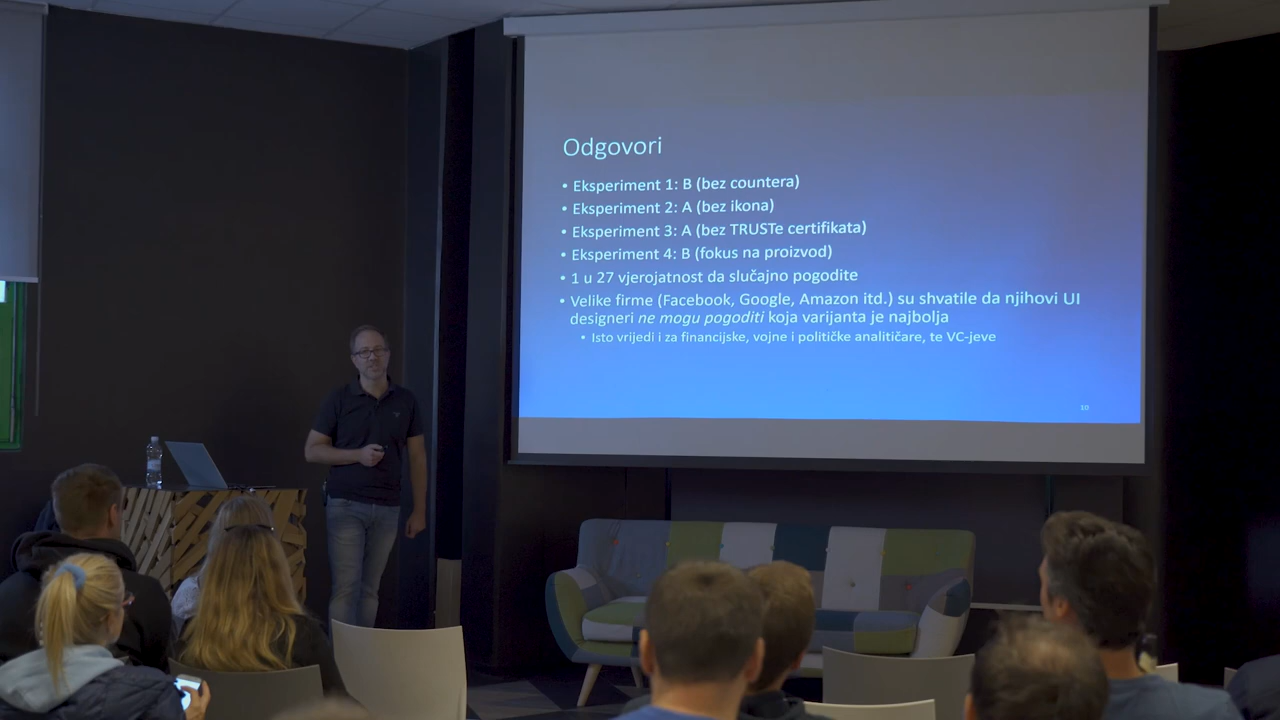 Odgovori
• Eksperiment 1: B (bez countera)
• Eksperiment 2: A (bez ikona)
• Eksperiment 3: A (bez TRUSTe certifikata)
• Eksperiment 4: B (fokus na proizvod)
• 1 u 27 vjerojatnost da slučajno pogodite
• Velike firme (Facebook, Google, Amazon itd.) su shvatile da njihovi UI
designeri ne mogu pogoditi koja varijanta je najbolja
• Isto vrijedi i za financijske, vojne i političke analitičare, te VC-jeve
10